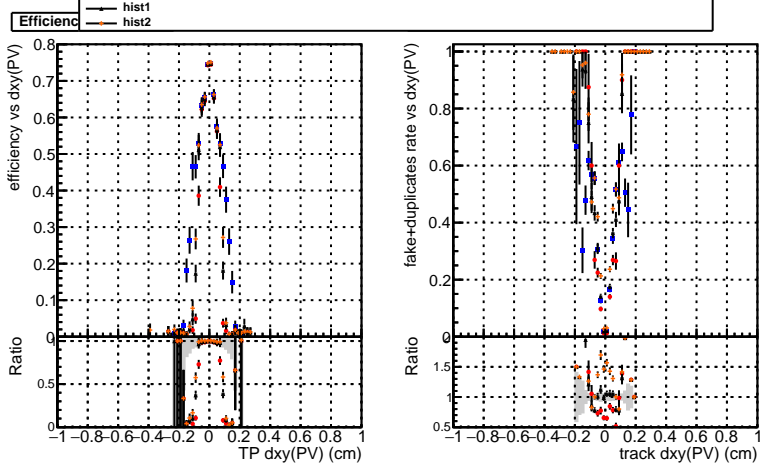 hist1
Efficienc
hist2
efficiency vs dxy(PV)
0.8
0.7
0.6
0.5
0.4
0.3
0.2
0.1
0
Ratio
1
0.5
0
−1 −0.8 −0.6 −0.4 −0.2 0 0.2 0.4 0.6 0.8 1
TP dxy(PV) (cm)
fake+duplicates rate vs dxy(PV)
1
0.8
0.6
0.4
0.2
0
Ratio
2
1.5
1
0.5
−1 −0.8 −0.6 −0.4 −0.2 0 0.2 0.4 0.6 0.8 1
track dxy(PV) (cm)